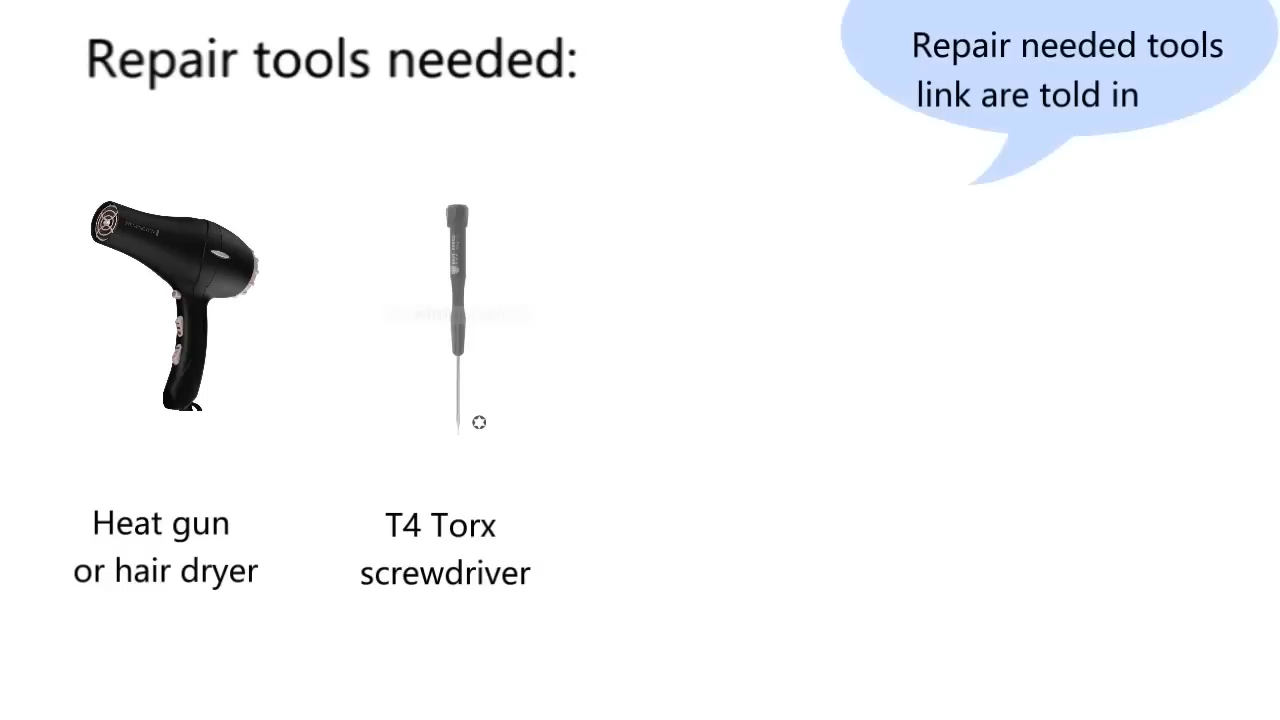 Repair tools needed:
Repair needed tools
link are told in
Heat gun
or hair dryer
T4 Torx
screwdriver